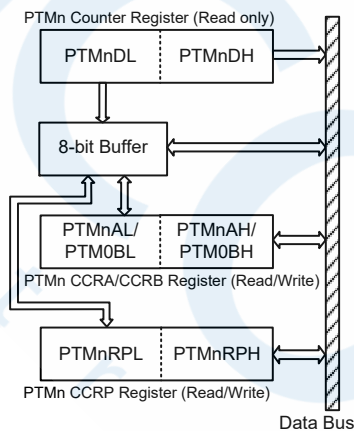 PTMn Counter Register (Read only)
PTMnDL PTMnDH
8-bit Buffer
PTMnAL/ PTMnAH/
PTM0BL PTM0BH
PTMn CCRA/CCRB Register (Read/Write)
PTMnRPL PTMnRPH
PTMn CCRP Register (Read/Write)
Data Bus